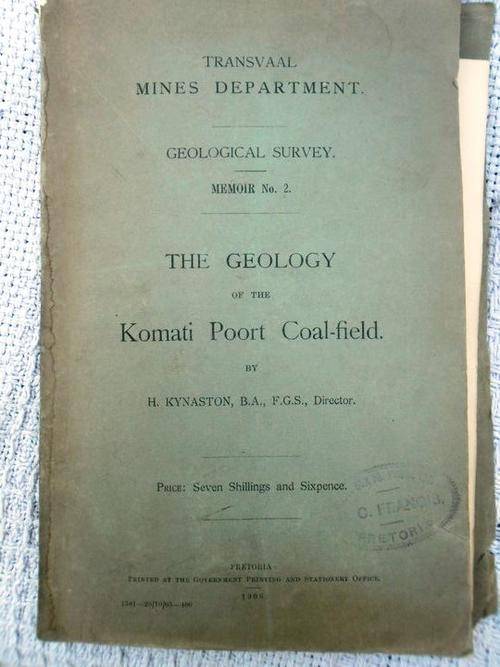 TRANSVAAL
MINES DEPARTMENT.
GEOLOGICAL SURVEY.
MEMOIR No. 2.
THE GEOLOGY
OF THE
Komati Poort Coal-field.
BY
H. KYNASTON, B.A., F.G.S., Director.
PRICE: Seven Shillings and Sixpence.
C. FRANCIS.
PRETORIA
PRETORIA
PRINTED AT THE GOVERNMENT PRINTING AND STATIONERY OFFICE.
1906